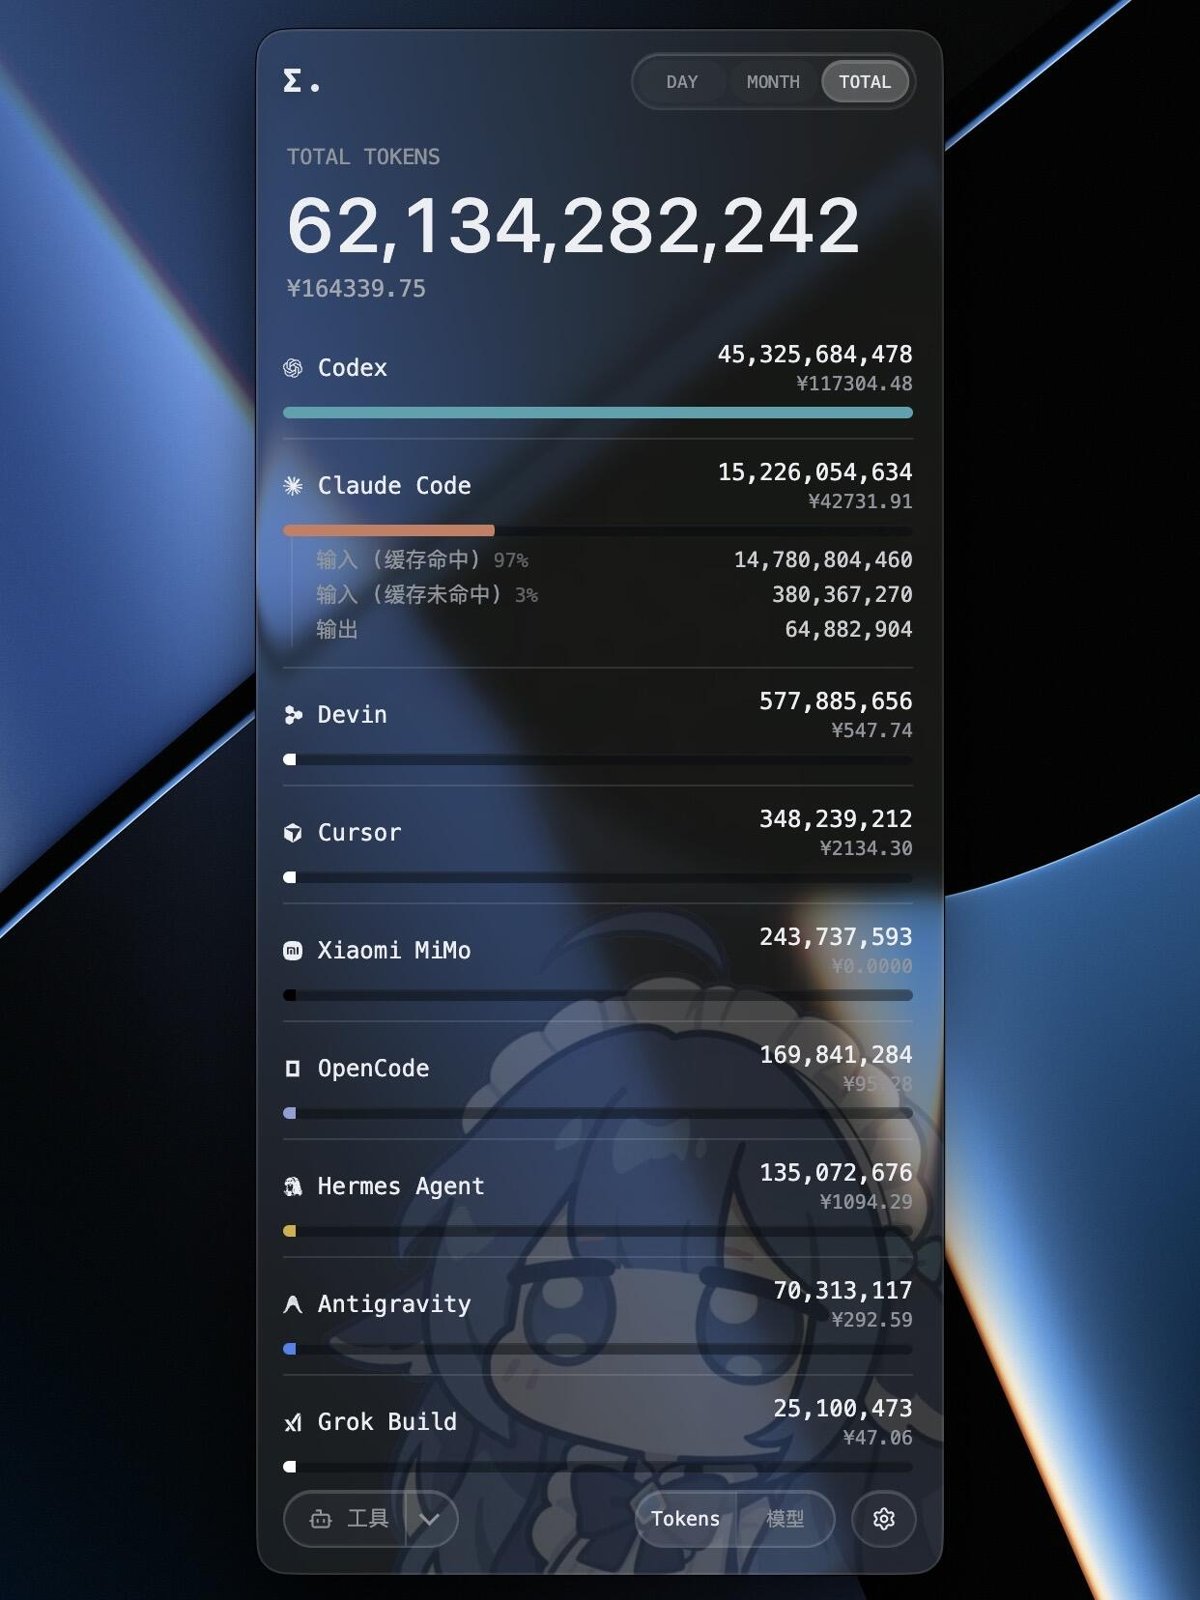 Σ.
DAY MONTH TOTAL
TOTAL TOKENS
62,134,282,242
¥164339.75
Codex 45,325,684,478
¥117304.48
Claude Code 15,226,054,634
¥42731.91
输入 (缓存命中) 97% 14,780,804,460
输入 (缓存未命中) 3% 380,367,270
输出 64,882,904
Devin 577,885,656
¥547.74
Cursor 348,239,212
¥2134.30
Xiaomi MiMo 243,737,593
¥0.0000
OpenCode 169,841,284
¥95.28
Hermes Agent 135,072,676
¥1094.29
Antigravity 70,313,117
¥292.59
Grok Build 25,100,473
¥47.06
工具 Tokens 模型